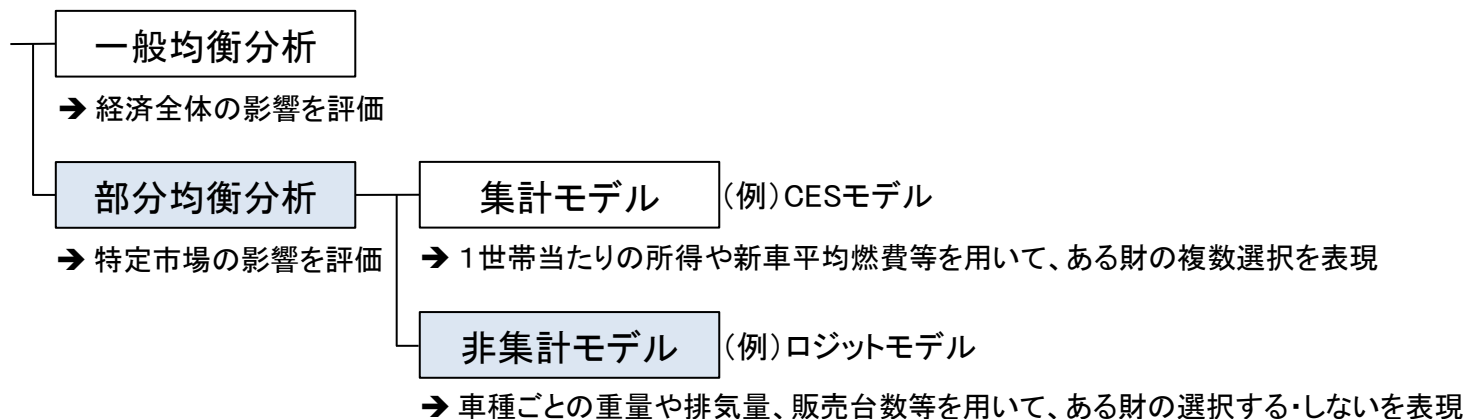 一般均衡分析
➔ 経済全体の影響を評価
部分均衡分析
集計モデル
(例)CESモデル
➔ 特定市場の影響を評価
➔ 1世帯当たりの所得や新車平均燃費等を用いて、ある財の複数選択を表現
非集計モデル
(例)ロジットモデル
➔ 車種ごとの重量や排気量、販売台数等を用いて、ある財の選択する・しないを表現